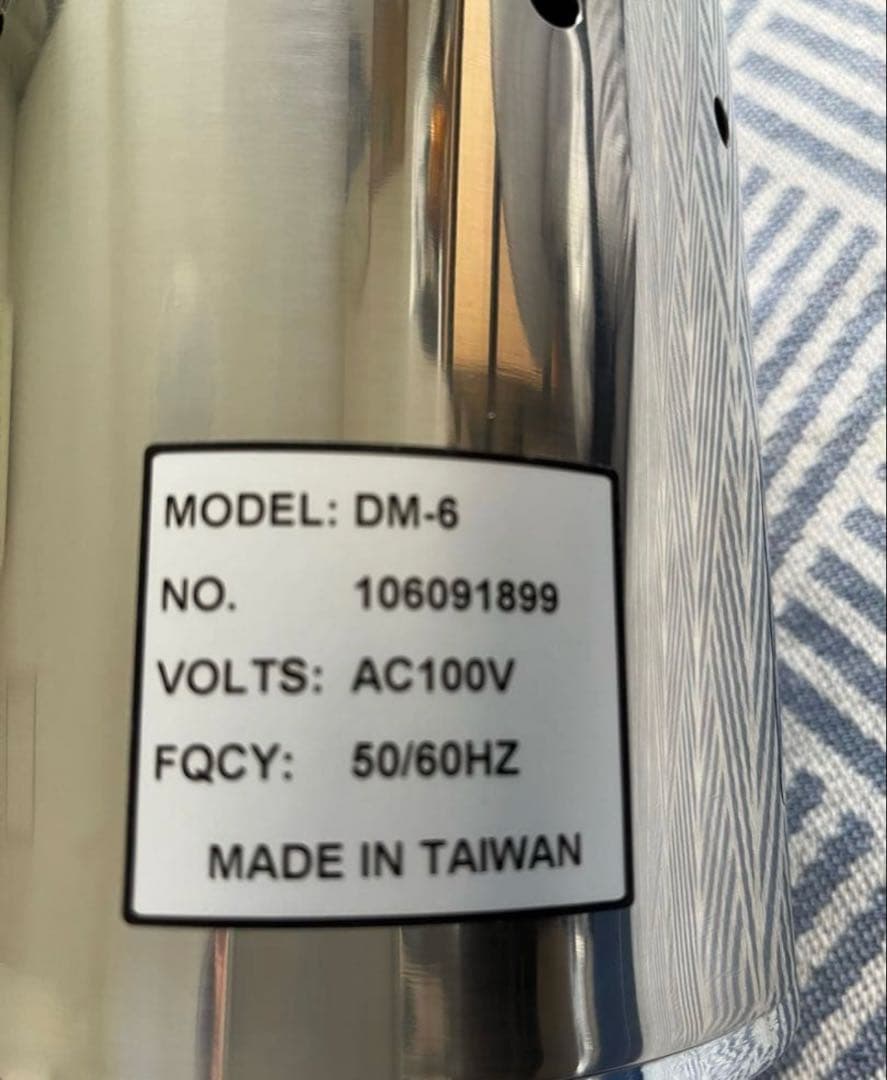 MODEL: DM-6
NO. 106091899
VOLTS: AC100V
FQCY: 50/60HZ
MADE IN TAIWAN